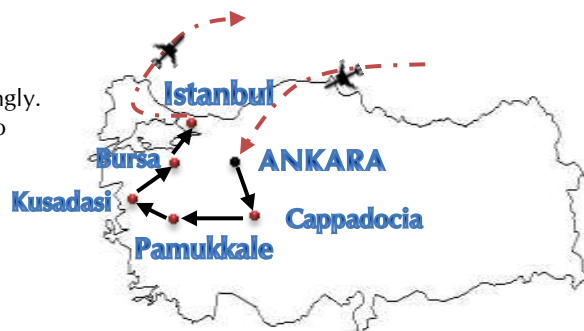 ngly.
o
Istanbul
Bursa
ANKARA
Kusadasi
Cappadocia
Pamukkale